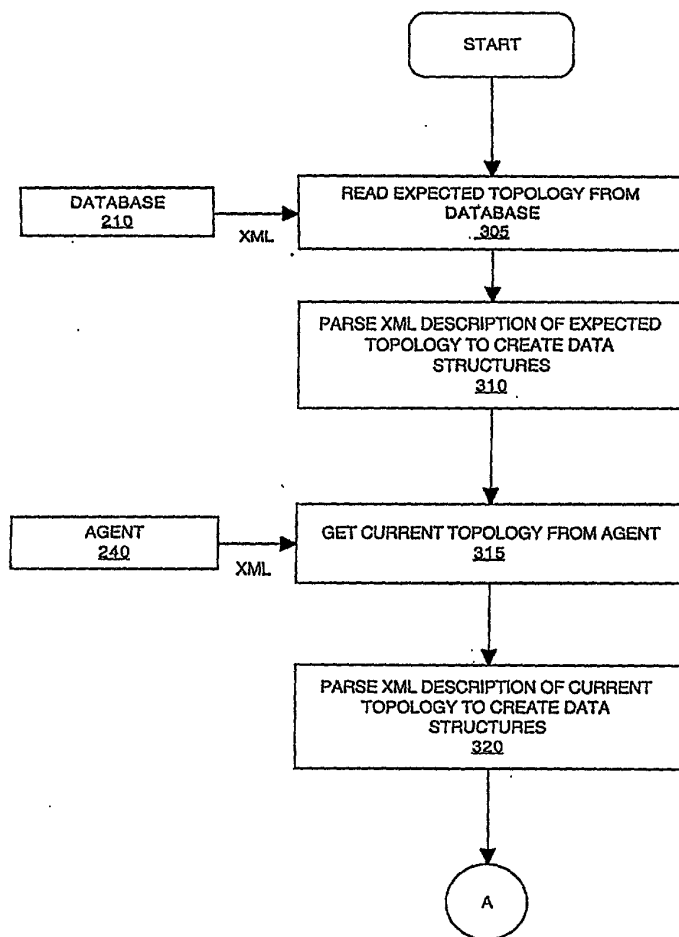 START
DATABASE
210
XML
READ EXPECTED TOPOLOGY FROM
DATABASE
305
PARSE XML DESCRIPTION OF EXPECTED
TOPOLOGY TO CREATE DATA
STRUCTURES
310
AGENT
240
XML
GET CURRENT TOPOLOGY FROM AGENT
315
PARSE XML DESCRIPTION OF CURRENT
TOPOLOGY TO CREATE DATA
STRUCTURES
320
A